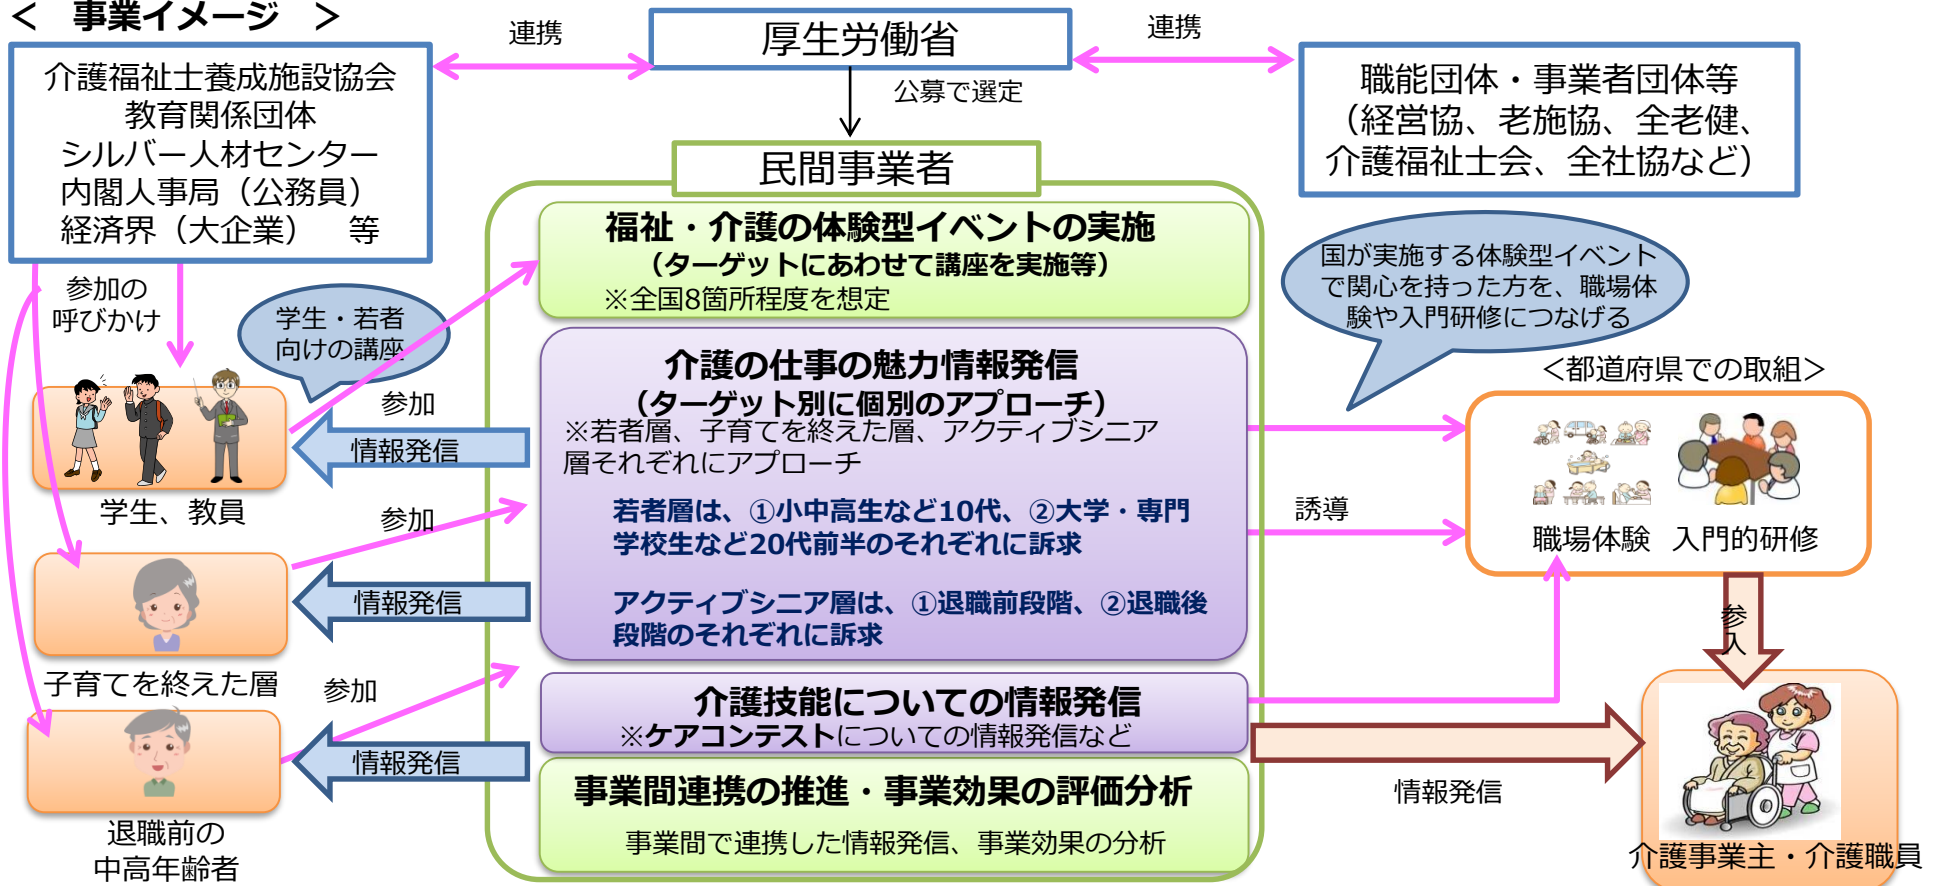 ＜　事業イメージ　＞
連携
厚生労働省
連携
公募で選定
介護福祉士養成施設協会
教育関係団体
シルバー人材センター
内閣人事局（公務員）
経済界（大企業）　等
職能団体・事業者団体等
（経営協、老施協、全老健、
介護福祉士会、全社協など）
民間事業者
福祉・介護の体験型イベントの実施
（ターゲットにあわせて講座を実施等）
※全国8箇所程度を想定
参加の
呼びかけ
学生・若者
向けの講座
国が実施する体験型イベント
で関心を持った方を、職場体
験や入門研修につなげる
介護の仕事の魅力情報発信
（ターゲット別に個別のアプローチ）
※若者層、子育てを終えた層、アクティブシニア
層それぞれにアプローチ
若者層は、①小中高生など10代、②大学・専門
学校生など20代前半のそれぞれに訴求
アクティブシニア層は、①退職前段階、②退職後
段階のそれぞれに訴求
参加
情報発信
学生、教員
参加
情報発信
子育てを終えた層
参加
情報発信
退職前の
中高年齢者
＜都道府県での取組＞
誘導
職場体験
入門的研修
参
入
介護技能についての情報発信
※ケアコンテストについての情報発信など
事業間連携の推進・事業効果の評価分析
事業間で連携した情報発信、事業効果の分析
情報発信
介護事業主・介護職員